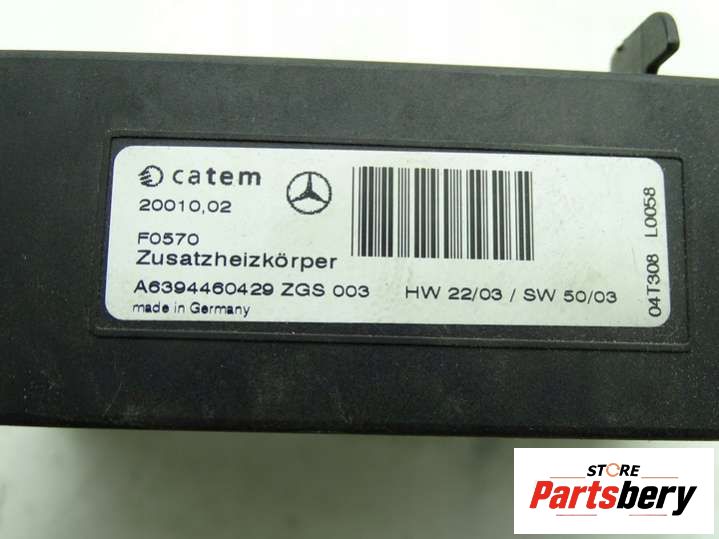 catem
20010,02
F0570
Zusatzheizkörper
A6394460429 ZGS 003
HW 22/03 / SW 50/03
made in Germany
04T308 L0058
STORE
Partsbery